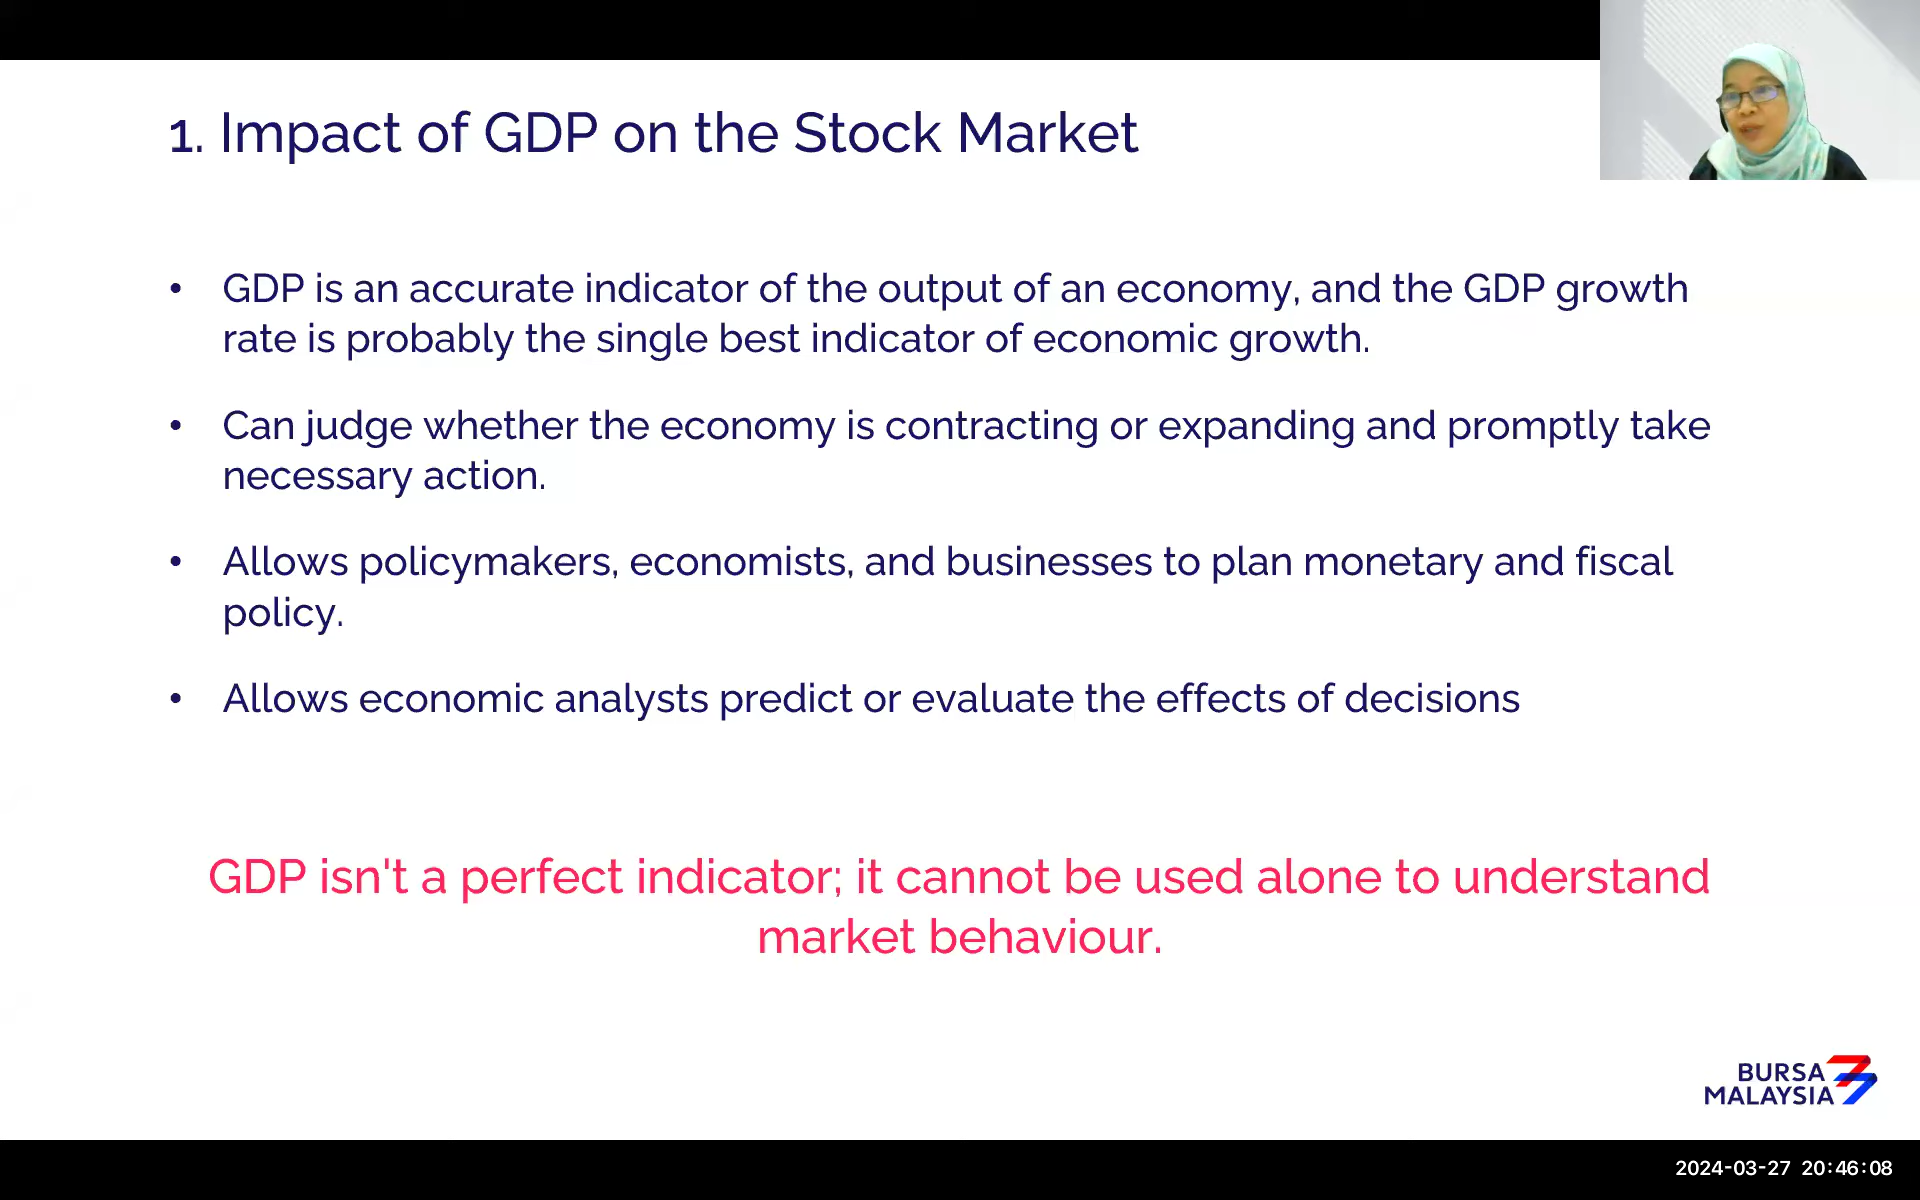 1. Impact of GDP on the Stock Market
• GDP is an accurate indicator of the output of an economy, and the GDP growth
rate is probably the single best indicator of economic growth.
• Can judge whether the economy is contracting or expanding and promptly take
necessary action.
• Allows policymakers, economists, and businesses to plan monetary and fiscal
policy.
• Allows economic analysts predict or evaluate the effects of decisions
GDP isn't a perfect indicator; it cannot be used alone to understand
market behaviour.
BURSA
MALAYSIA
2024-03-27 20:46:08